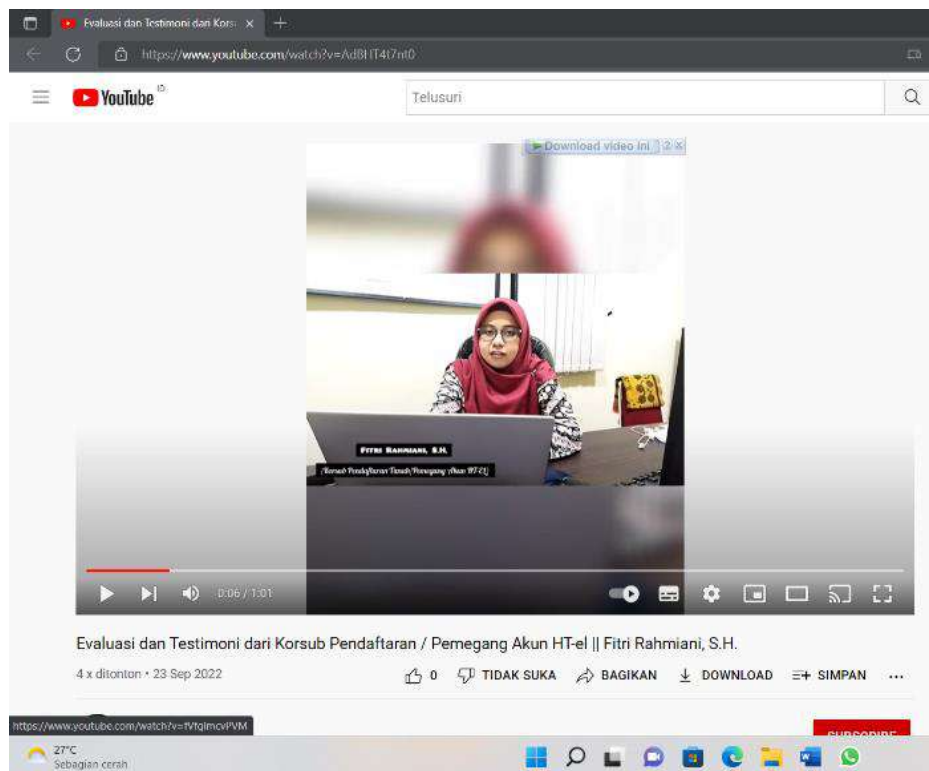 Evaluasi dan Testimoni dari Kors
https://www.youtube.com/watch?v=AdBHT4t7nt0
YouTube ID
Telusuri
Download video ini ? x
FITRI RAHMIANI, S.H.
(Korsub Pendaftaran Tanah/Pemegang Akun HT-El)
0:06 / 1:01
Evaluasi dan Testimoni dari Korsub Pendaftaran / Pemegang Akun HT-el || Fitri Rahmiani, S.H.
4 x ditonton • 23 Sep 2022
0 TIDAK SUKA BAGIKAN DOWNLOAD SIMPAN ...
https://www.youtube.com/watch?v=fVfgImcvPVM
SUBSCRIBE
27°C
Sebagian cerah